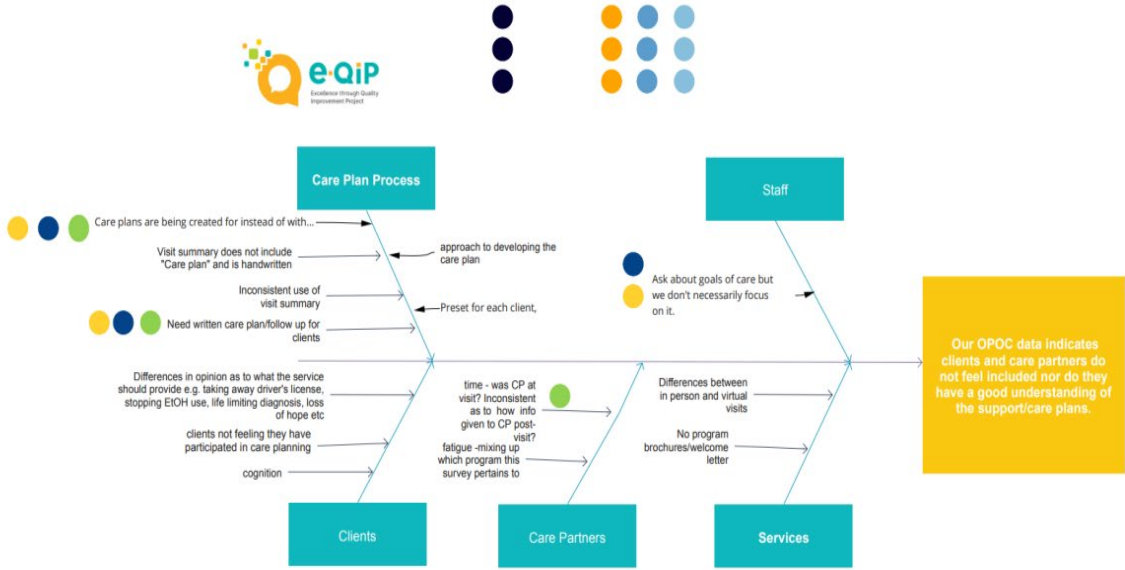 e·QiP
Excellence through Quality
Improvement Project
Care Plan Process
Staff
Care plans are being created for instead of with...
Visit summary does not include
"Care plan" and is handwritten
approach to developing the
care plan
Inconsistent use of
visit summary
Preset for each client,
Need written care plan/follow up for
clients
Ask about goals of care but
we don't necessarily focus
on it.
Our OPOC data indicates
clients and care partners do
not feel included nor do they
have a good understanding of
the support/care plans.
Differences in opinion as to what the service
should provide e.g. taking away driver's license,
stopping EtOH use, life limiting diagnosis, loss
of hope etc
clients not feeling they have
participated in care planning
cognition
time - was CP at
visit? Inconsistent
as to how info
given to CP post-
visit?
fatigue -mixing up
which program this
survey pertains to
Differences between
in person and virtual
visits
No program
brochures/welcome
letter
Clients
Care Partners
Services